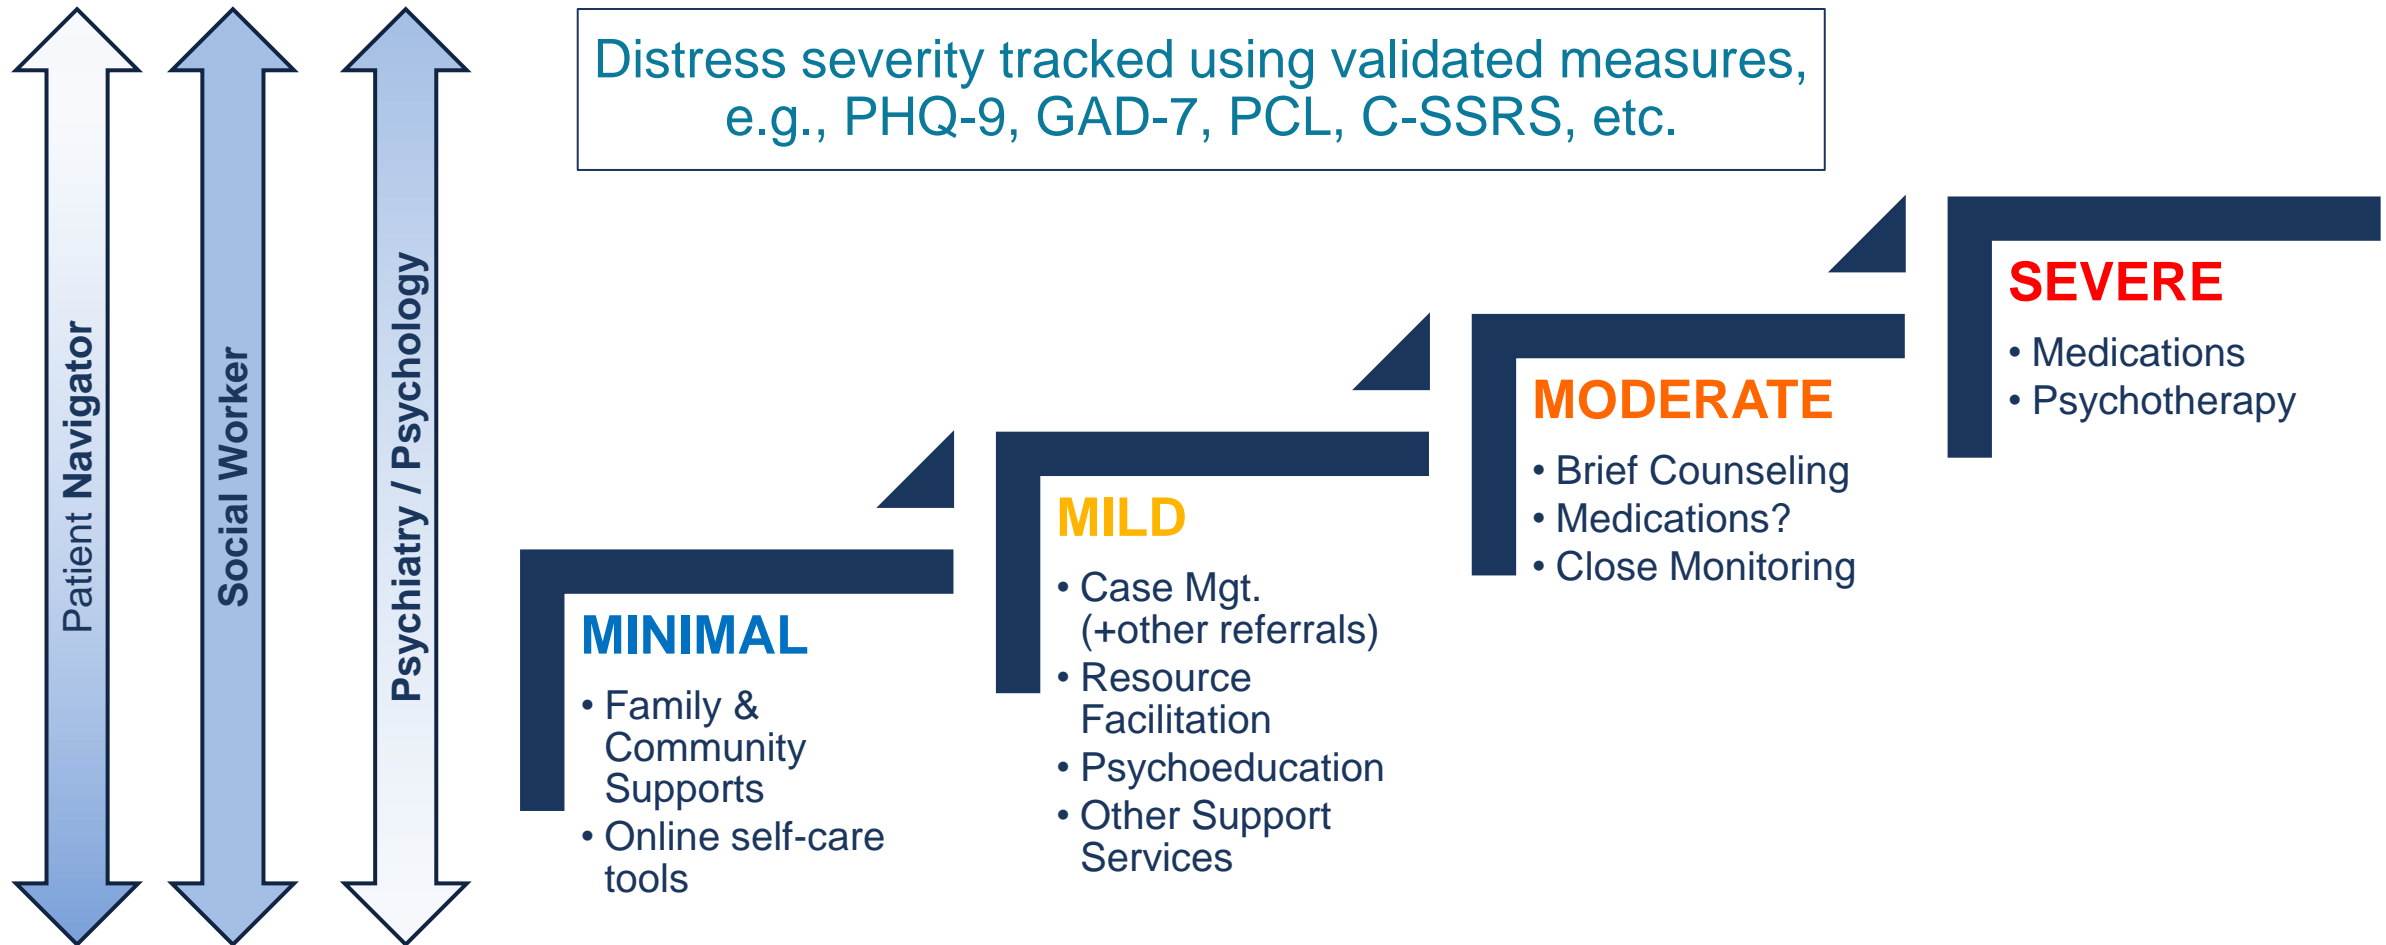 Patient Navigator
Social Worker
Psychiatry / Psychology
Distress severity tracked using validated measures,
e.g., PHQ-9, GAD-7, PCL, C-SSRS, etc.
MINIMAL
• Family &
Community
Supports
• Online self-care
tools
MILD
• Case Mgt.
(+other referrals)
• Resource
Facilitation
• Psychoeducation
• Other Support
Services
MODERATE
• Brief Counseling
• Medications?
• Close Monitoring
SEVERE
• Medications
• Psychotherapy